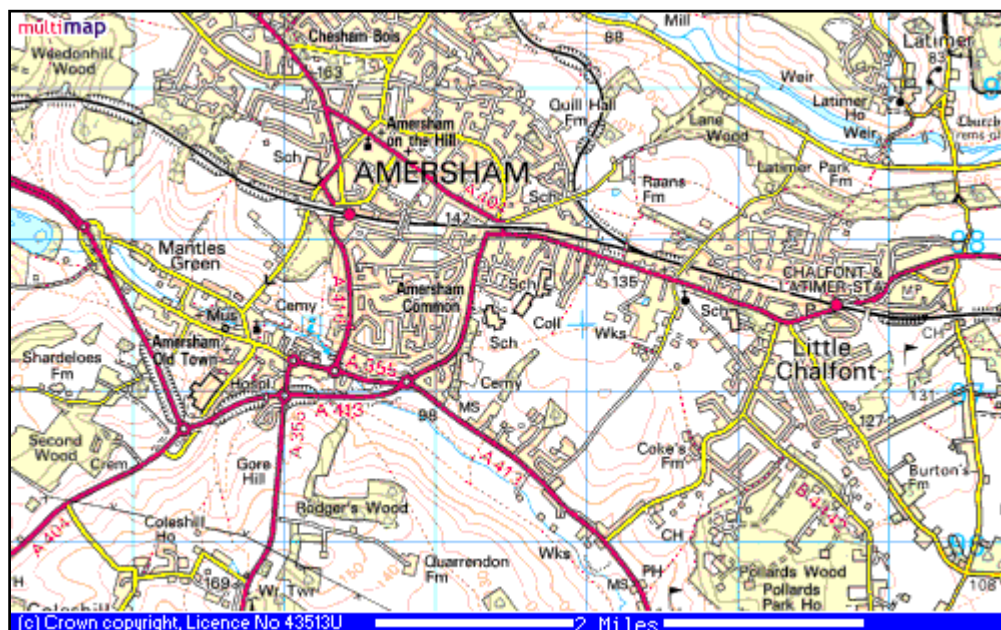 multimap
Weedonhill
Wood
Chesham Bois
163
88
Mill
Latimer
83
Weir
Latimer
Ho
Weir
Church
Quill Hall
Fm
Lane
Wood
Amersham
on the Hill
Sch
AMERSHAM
A 404
Sch
Raans
Fm
Latimer Park
Fm
142
88
Mantles
Green
A 416
Amersham
Common
Sch
135
CHALFONT &
LATIMER STA
P
MP
Cemy
Mus
Amersham
Old Town
Coll
Sch
Wks
Sch
CH
Little
Chalfont
Shardeloes
Fm
Hospl
A 355
Cemy
97
131
A 413
98
MS
127
A 355
Second
Wood
Crem
Gore
Hill
A 413
Coke's
Fm
Burton's
Fm
B 4442
A 404
Coleshill
Ho
Rodger's Wood
CH
Wks
Quarrendon
Fm
PH
MS
Pollards Wood
Pollards
Park Ho
108
169
Wr Twr
Coleshill
(c) Crown copyright, Licence No 43513U
2 Miles